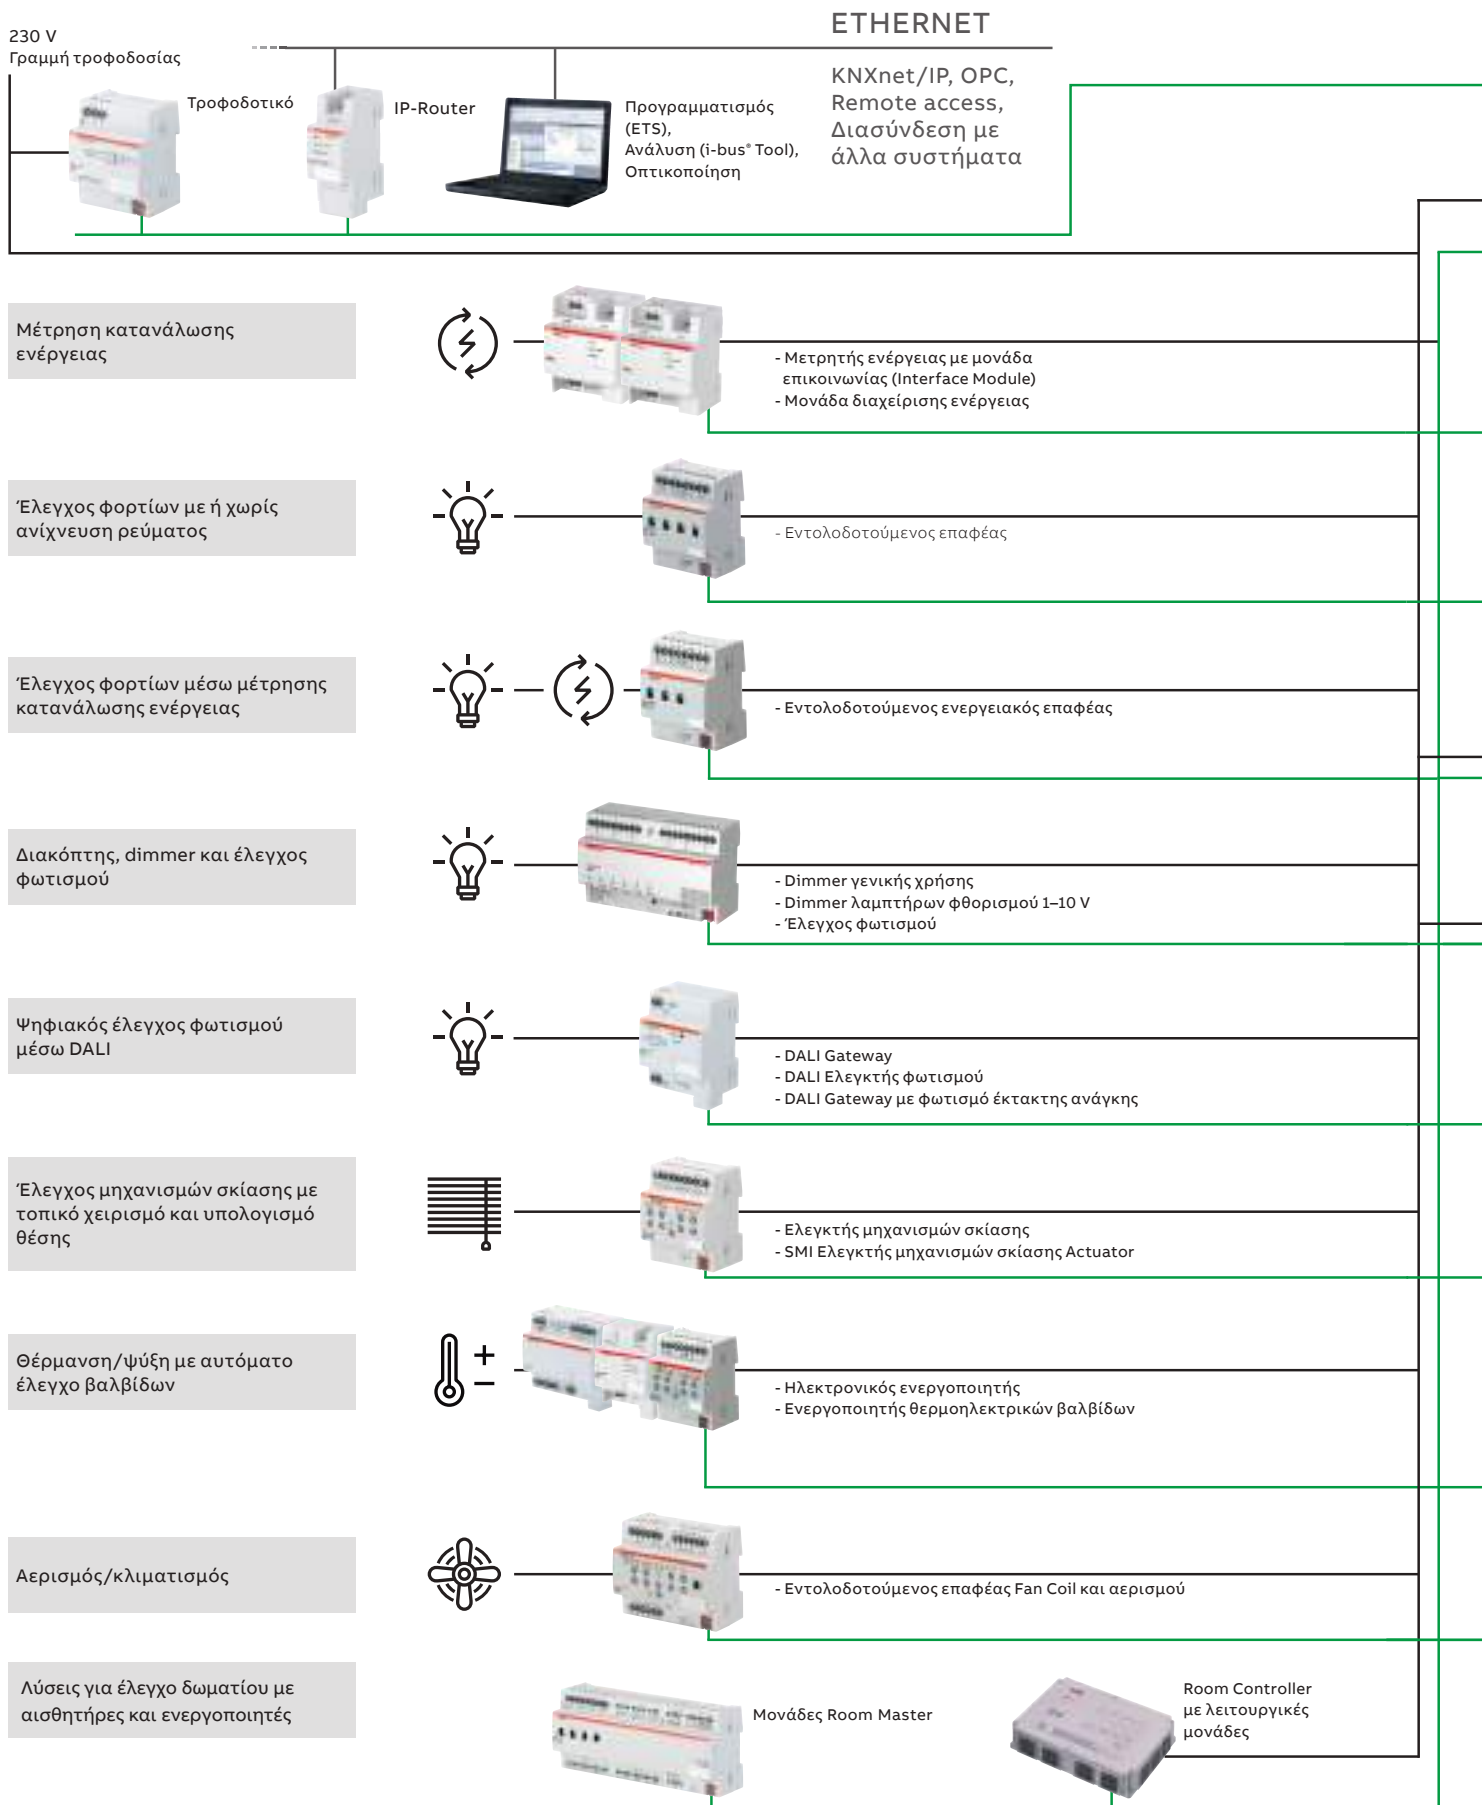 230 V
Γραμμή τροφοδοσίας
Τροφοδοτικό
IP-Router
Προγραμματισμός
(ETS),
Ανάλυση (i-bus® Tool),
Οπτικοποίηση
ETHERNET
KNXnet/IP, OPC,
Remote access,
Διασύνδεση με
άλλα συστήματα
Μέτρηση κατανάλωσης
ενέργειας
- Μετρητής ενέργειας με μονάδα
επικοινωνίας (Interface Module)
- Μονάδα διαχείρισης ενέργειας
Έλεγχος φορτίων με ή χωρίς
ανίχνευση ρεύματος
- Εντολοδοτούμενος επαφέας
Έλεγχος φορτίων μέσω μέτρησης
κατανάλωσης ενέργειας
- Εντολοδοτούμενος ενεργειακός επαφέας
Διακόπτης, dimmer και έλεγχος
φωτισμού
- Dimmer γενικής χρήσης
- Dimmer λαμπτήρων φθορισμού 1–10 V
- Έλεγχος φωτισμού
Ψηφιακός έλεγχος φωτισμού
μέσω DALI
- DALI Gateway
- DALI Ελεγκτής φωτισμού
- DALI Gateway με φωτισμό έκτακτης ανάγκης
Έλεγχος μηχανισμών σκίασης με
τοπικό χειρισμό και υπολογισμό
θέσης
- Ελεγκτής μηχανισμών σκίασης
- SMI Ελεγκτής μηχανισμών σκίασης Actuator
Θέρμανση/ψύξη με αυτόματο
έλεγχο βαλβίδων
- Ηλεκτρονικός ενεργοποιητής
- Ενεργοποιητής θερμοηλεκτρικών βαλβίδων
Αερισμός/κλιματισμός
- Εντολοδοτούμενος επαφέας Fan Coil και αερισμού
Λύσεις για έλεγχο δωματίου με
αισθητήρες και ενεργοποιητές
Μονάδες Room Master
Room Controller
με λειτουργικές
μονάδες